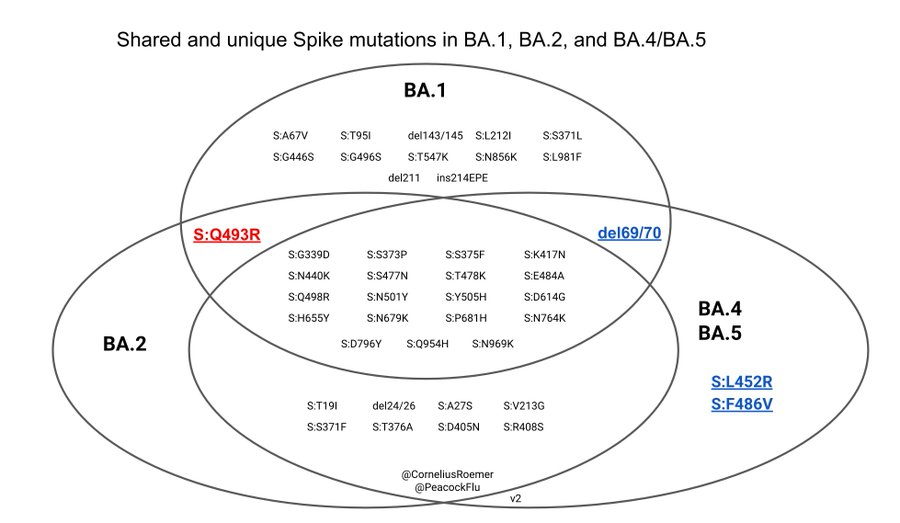 Shared and unique Spike mutations in BA.1, BA.2, and BA.4/BA.5
BA.1
S:A67V S:T95I del143/145 S:L212I S:S371L
S:G446S S:G496S S:T547K S:N856K S:L981F
del211 ins214EPE
S:Q493R
del69/70
S:G339D S:S373P S:S375F S:K417N
S:N440K S:S477N S:T478K S:E484A
S:Q498R S:N501Y S:Y505H S:D614G
S:H655Y S:N679K S:P681H S:N764K
S:D796Y S:Q954H S:N969K
BA.2
BA.4
BA.5
S:L452R
S:F486V
S:T19I del24/26 S:A27S S:V213G
S:S371F S:T376A S:D405N S:R408S
@CorneliusRoemer
@PeacockFlu
v2